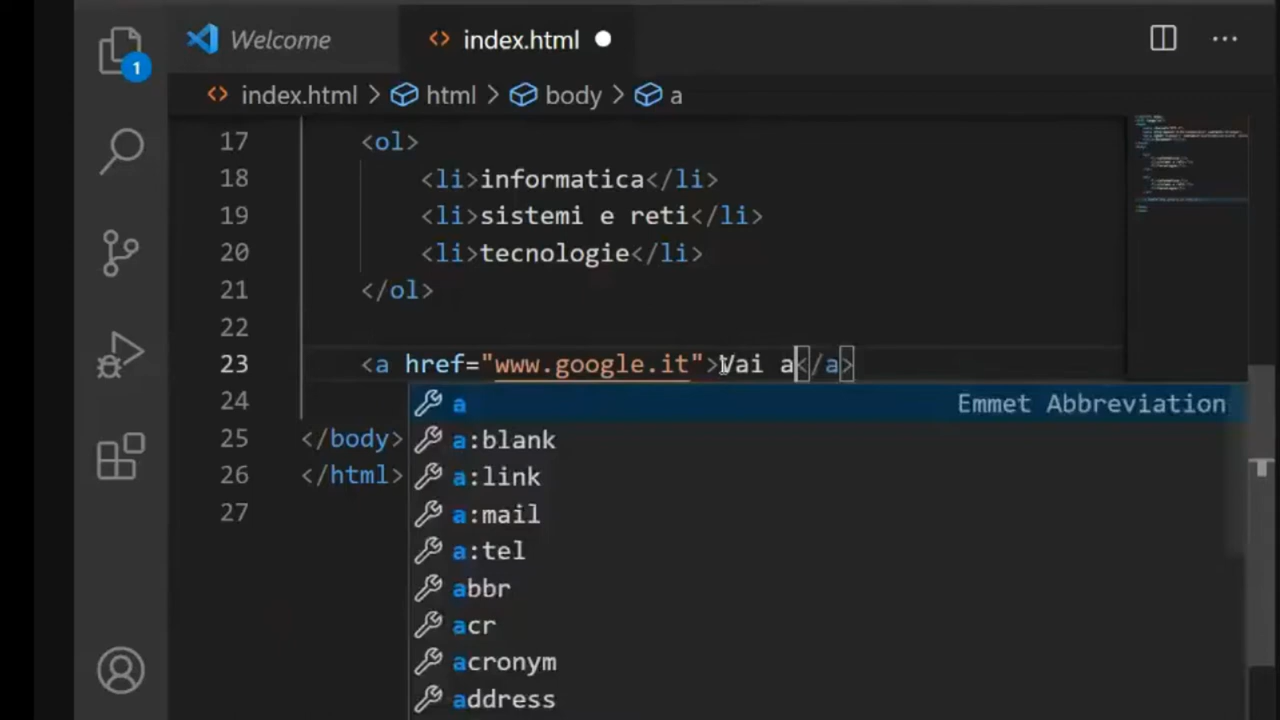 Welcome index.html
index.html > html > body > a
1
17 <ol>
18 <li>informatica</li>
19 <li>sistemi e reti</li>
20 <li>tecnologie</li>
21 </ol>
22
23 <a href="www.google.it">Vai a</a>
24
25 </body>
26 </html>
27
a Emmet Abbreviation
a:blank
a:link
a:mail
a:tel
abbr
acr
acronym
address